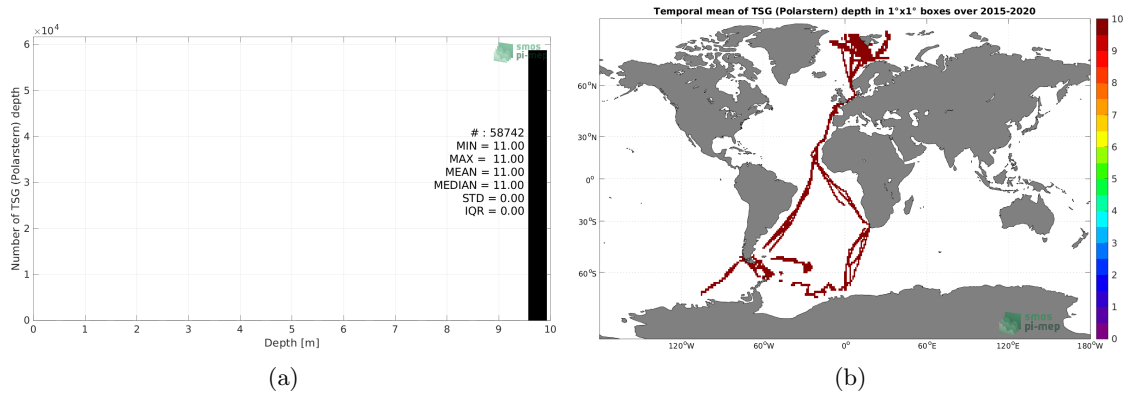 ×10⁴
6
5
4
3
2
1
0
Number of TSG (Polarstern) depth
smos
pi-mep
# : 58742
MIN = 11.00
MAX = 11.00
MEAN = 11.00
MEDIAN = 11.00
STD = 0.00
IQR = 0.00
0 1 2 3 4 5 6 7 8 9 10
Depth [m]
(a)
Temporal mean of TSG (Polarstern) depth in 1°x1° boxes over 2015-2020
60°N
30°N
0°
30°S
60°S
120°W 60°W 0° 60°E 120°E 180°W
smos
pi-mep
10
9
8
7
6
5
4
3
2
1
0
(b)